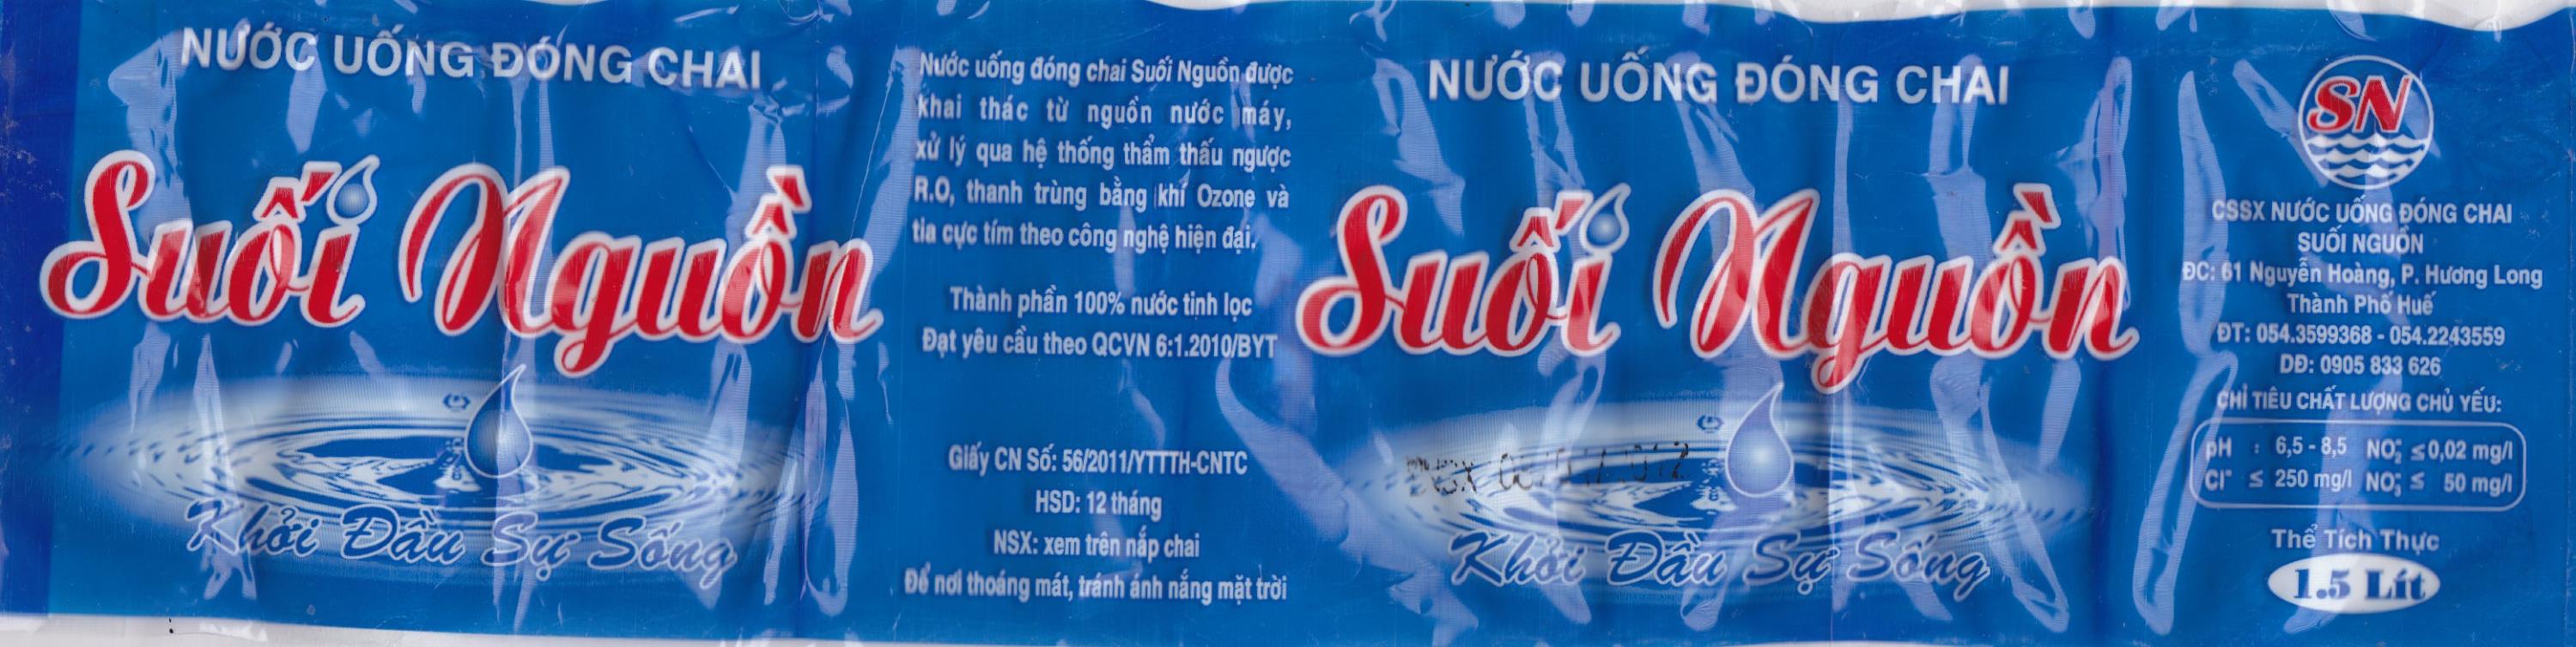 NƯỚC UỐNG ĐÓNG CHAI
Suối Nguồn
Khởi Đầu Sự Sống
Nước uống đóng chai Suối Nguồn được
khai thác từ nguồn nước máy,
xử lý qua hệ thống thẩm thấu ngược
R.O, thanh trùng bằng khí Ozone và
tia cực tím theo công nghệ hiện đại.
Thành phần 100% nước tinh lọc
Đạt yêu cầu theo QCVN 6:1.2010/BYT
Giấy CN Số: 56/2011/YTTTH-CNTC
HSD: 12 tháng
NSX: xem trên nắp chai
Để nơi thoáng mát, tránh ánh nắng mặt trời
NƯỚC UỐNG ĐÓNG CHAI
Suối Nguồn
NSX
Khởi Đầu Sự Sống
SN
CSSX NƯỚC UỐNG ĐÓNG CHAI
SUỐI NGUỒN
ĐC: 61 Nguyễn Hoàng, P. Hương Long
Thành Phố Huế
ĐT: 054.3599368 - 054.2243559
DĐ: 0905 833 626
CHỈ TIÊU CHẤT LƯỢNG CHỦ YẾU:
pH : 6,5 - 8,5 NO₂⁻ ≤ 0,02 mg/l
Cl⁻ ≤ 250 mg/l NO₃⁻ ≤ 50 mg/l
Thể Tích Thực
1.5 Lít